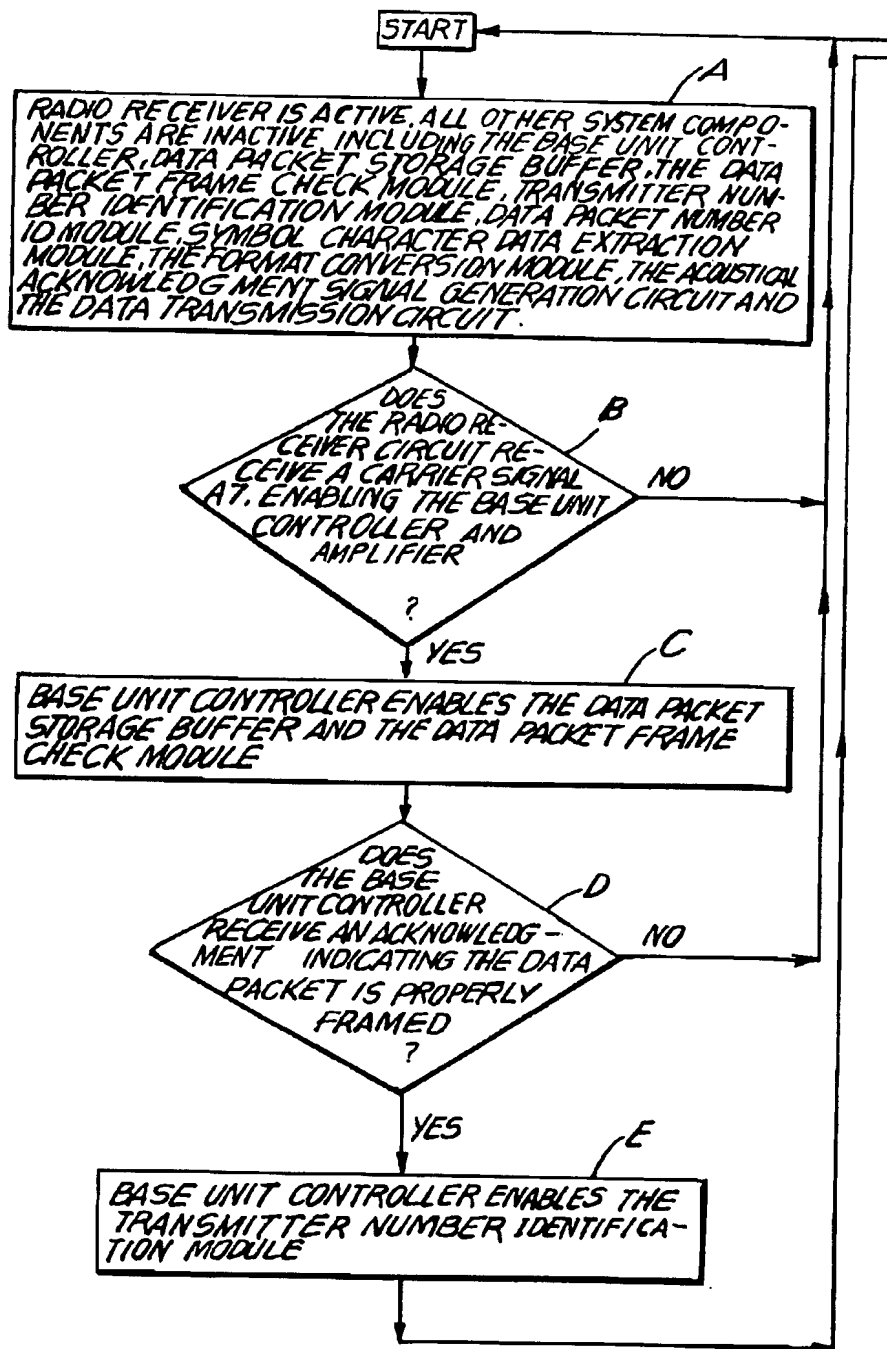 START
A
RADIO RECEIVER IS ACTIVE. ALL OTHER SYSTEM COMPO-
NENTS ARE INACTIVE INCLUDING THE BASE UNIT CONT-
ROLLER, DATA PACKET STORAGE BUFFER, THE DATA
PACKET FRAME CHECK MODULE, TRANSMITTER NUM-
BER IDENTIFICATION MODULE, DATA PACKET NUMBER
ID MODULE, SYMBOL CHARACTER DATA EXTRACTION
MODULE, THE FORMAT CONVERSION MODULE, THE ACOUSTICAL
ACKNOWLEDG MENT SIGNAL GENERATION CIRCUIT AND
THE DATA TRANSMISSION CIRCUIT.
B
DOES
THE RADIO RE-
CEIVER CIRCUIT RE-
CEIVE A CARRIER SIGNAL
A7. ENABLING THE BASE UNIT
CONTROLLER AND
AMPLIFIER
?
NO
YES
C
BASE UNIT CONTROLLER ENABLES THE DATA PACKET
STORAGE BUFFER AND THE DATA PACKET FRAME
CHECK MODULE
D
DOES
THE BASE
UNIT CONTROLLER
RECEIVE AN ACKNOWLEDG-
MENT INDICATING THE DATA
PACKET IS PROPERLY
FRAMED
?
NO
YES
E
BASE UNIT CONTROLLER ENABLES THE
TRANSMITTER NUMBER IDENTIFICA-
TION MODULE